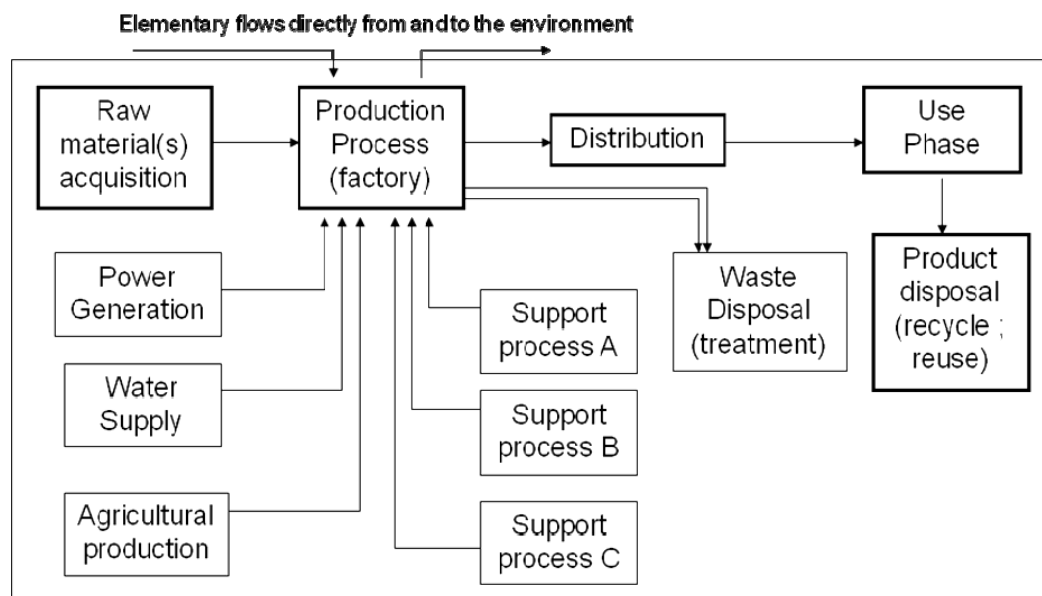 Elementary flows directly from and to the environment
Raw
material(s)
acquisition
Production
Process
(factory)
Distribution
Use
Phase
Power
Generation
Water
Supply
Agricultural
production
Support
process A
Support
process B
Support
process C
Waste
Disposal
(treatment)
Product
disposal
(recycle ;
reuse)